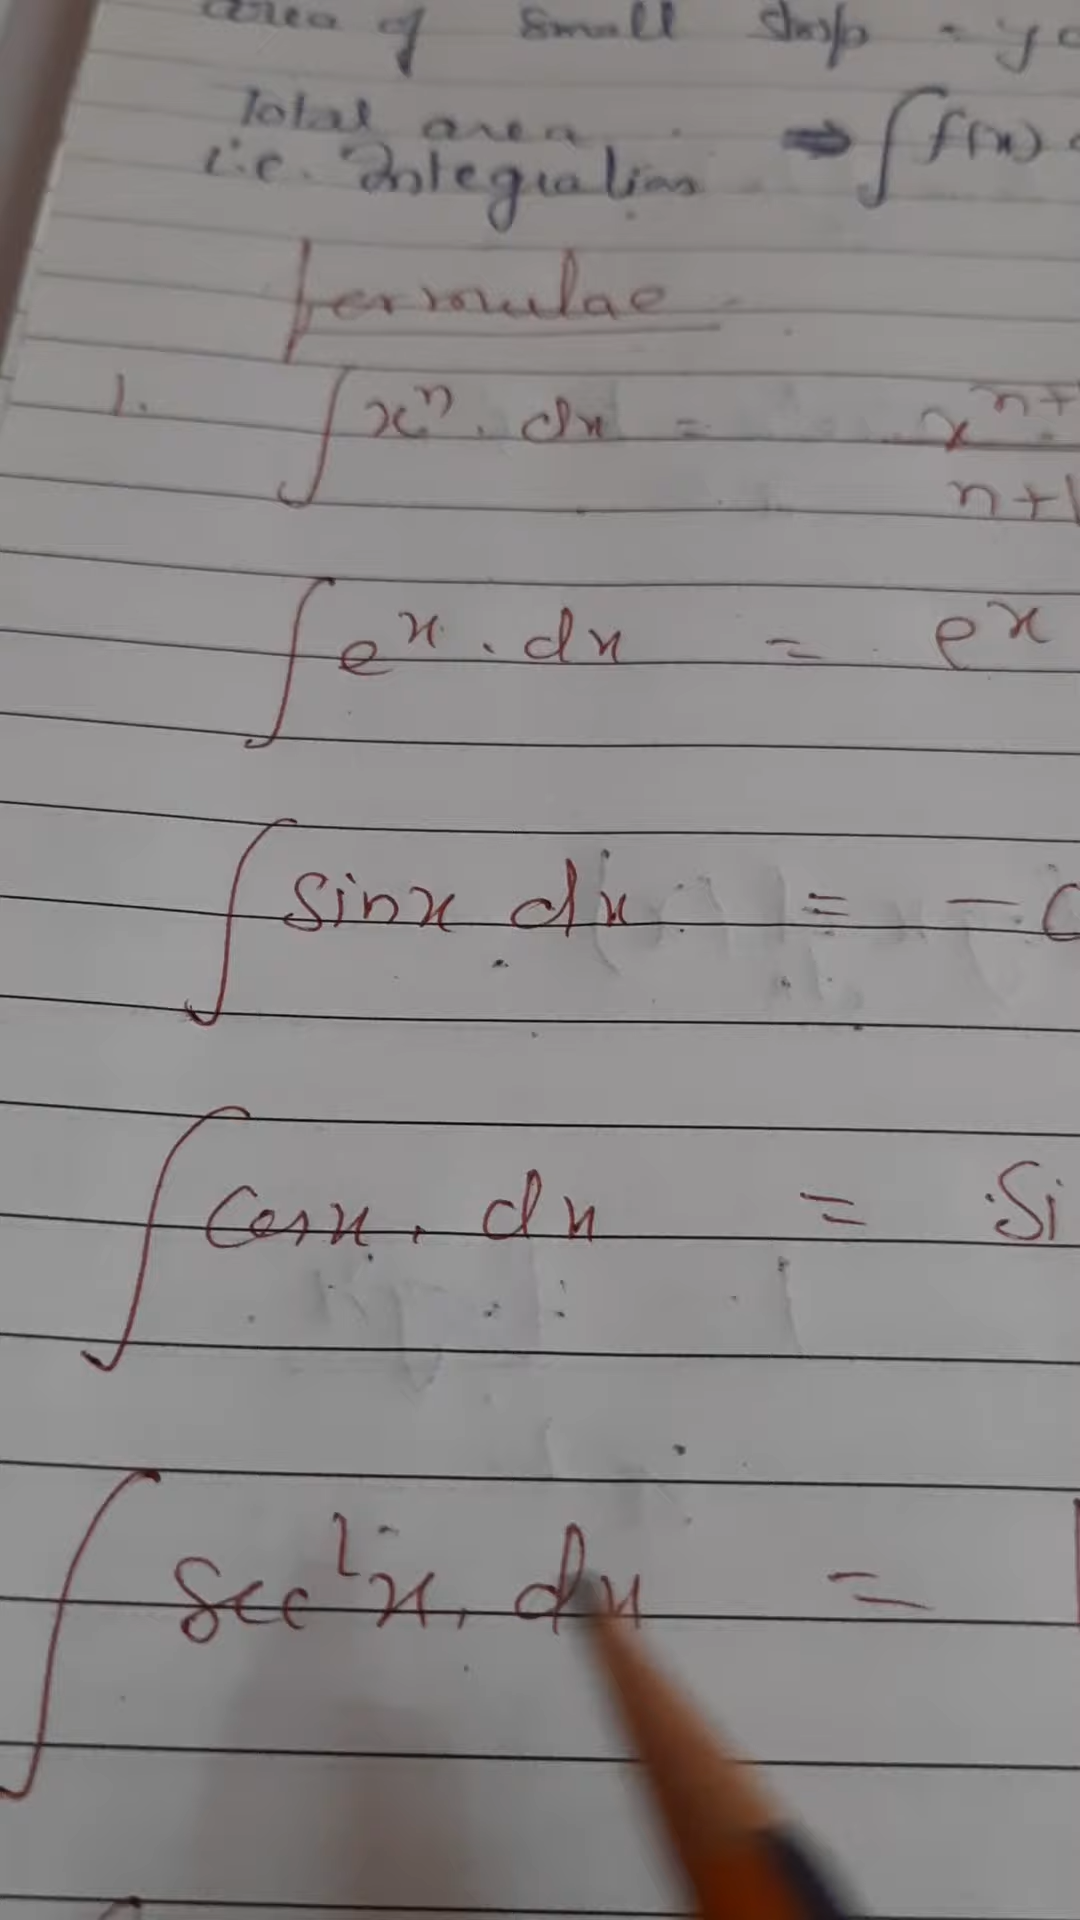 area of small strip = y d
Total area ⇒ ∫ f(x)
i.e. Integration
formulae
1. ∫ xⁿ . dx = xⁿ⁺ / n+1
∫ eˣ . dx = eˣ
∫ sinx dx = - C
∫ Cosx . dx = Si
∫ Sec²x . dx =